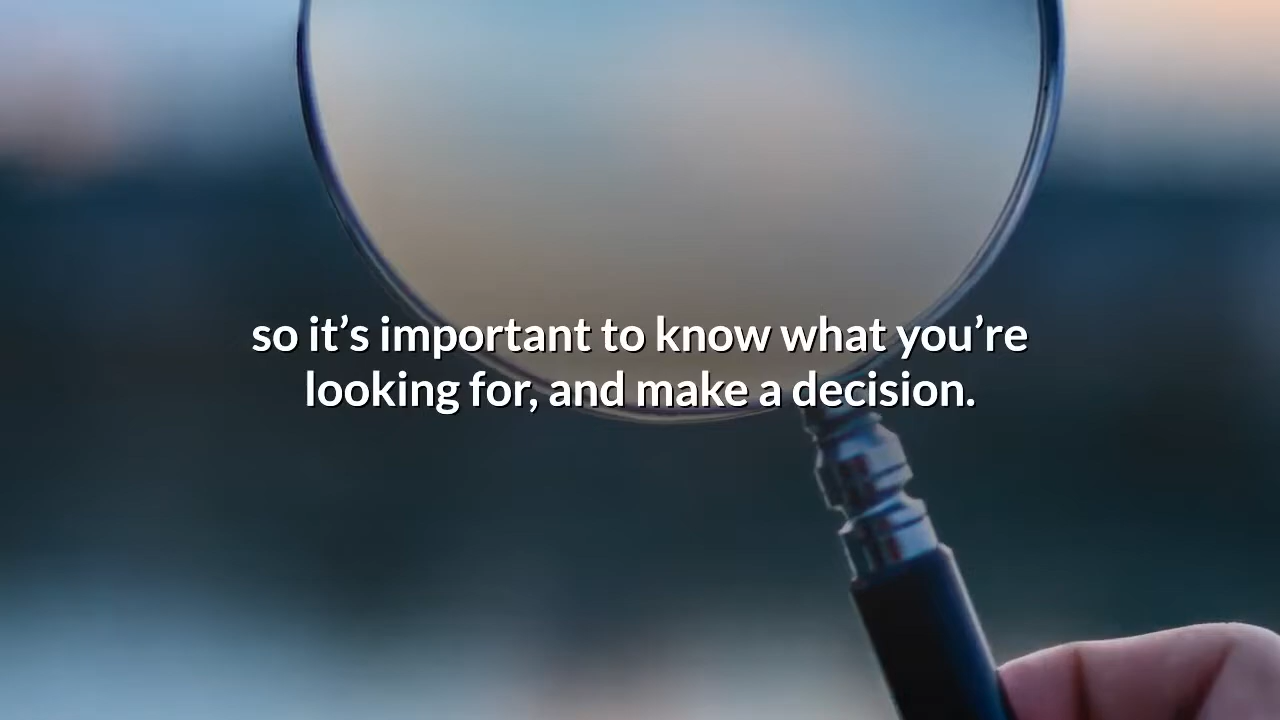 so it’s important to know what you’re
looking for, and make a decision.